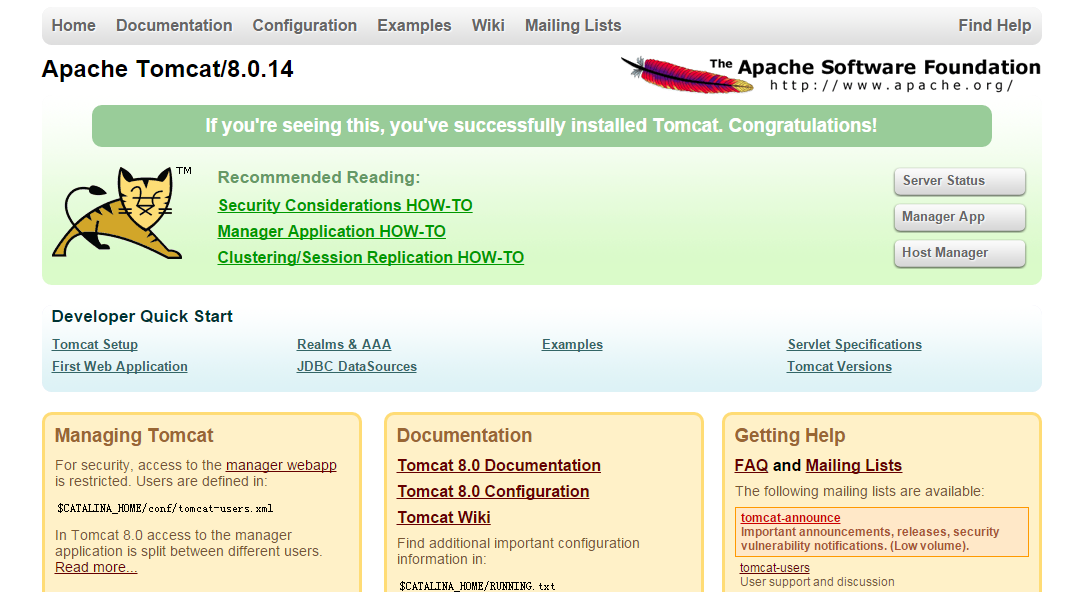 Home Documentation Configuration Examples Wiki Mailing Lists Find Help
Apache Tomcat/8.0.14
The Apache Software Foundation
http://www.apache.org/
If you're seeing this, you've successfully installed Tomcat. Congratulations!
TM
Recommended Reading:
Security Considerations HOW-TO
Manager Application HOW-TO
Clustering/Session Replication HOW-TO
Server Status
Manager App
Host Manager
Developer Quick Start
Tomcat Setup
First Web Application
Realms & AAA
JDBC DataSources
Examples
Servlet Specifications
Tomcat Versions
Managing Tomcat
For security, access to the manager webapp
is restricted. Users are defined in:
$CATALINA_HOME/conf/tomcat-users.xml
In Tomcat 8.0 access to the manager
application is split between different users.
Read more...
Documentation
Tomcat 8.0 Documentation
Tomcat 8.0 Configuration
Tomcat Wiki
Find additional important configuration
information in:
$CATALINA_HOME/RUNNING.txt
Getting Help
FAQ and Mailing Lists
The following mailing lists are available:
tomcat-announce
Important announcements, releases, security
vulnerability notifications. (Low volume).
tomcat-users
User support and discussion